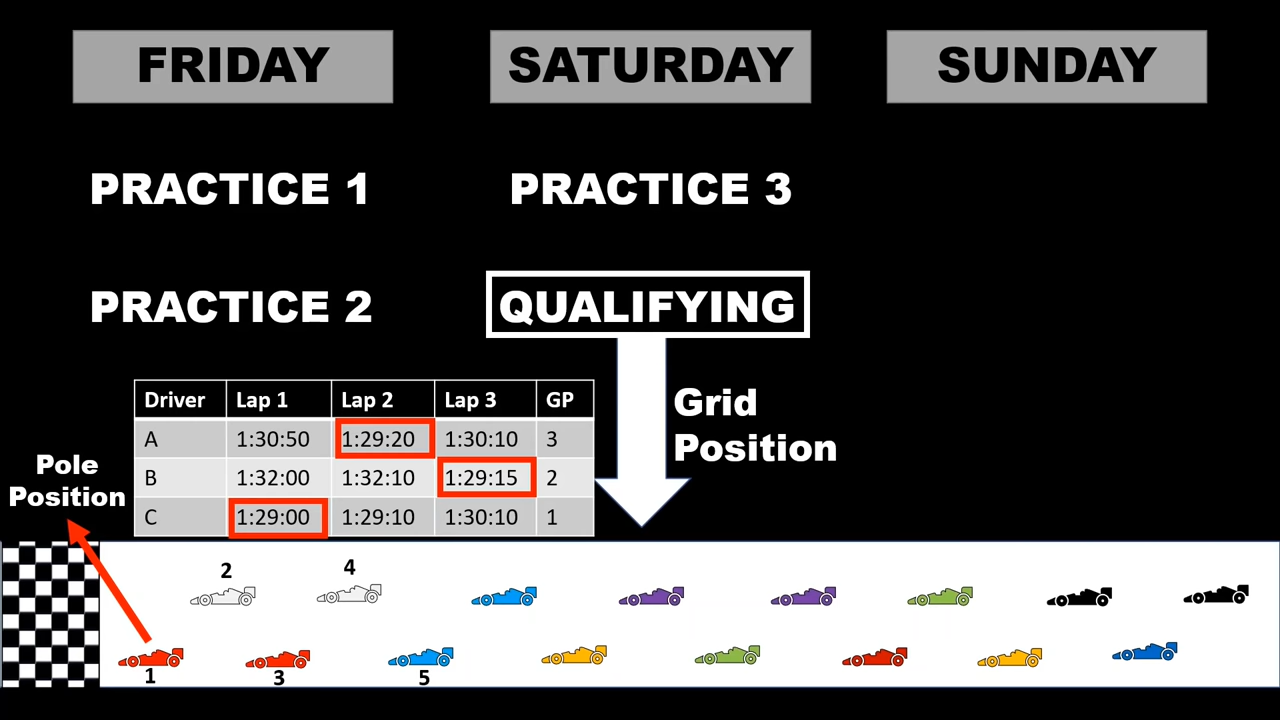 FRIDAY SATURDAY SUNDAY
PRACTICE 1 PRACTICE 3
PRACTICE 2 QUALIFYING
Grid
Position
Driver Lap 1 Lap 2 Lap 3 GP
A 1:30:50 1:29:20 1:30:10 3
B 1:32:00 1:32:10 1:29:15 2
C 1:29:00 1:29:10 1:30:10 1
Pole
Position
2 4
1 3 5